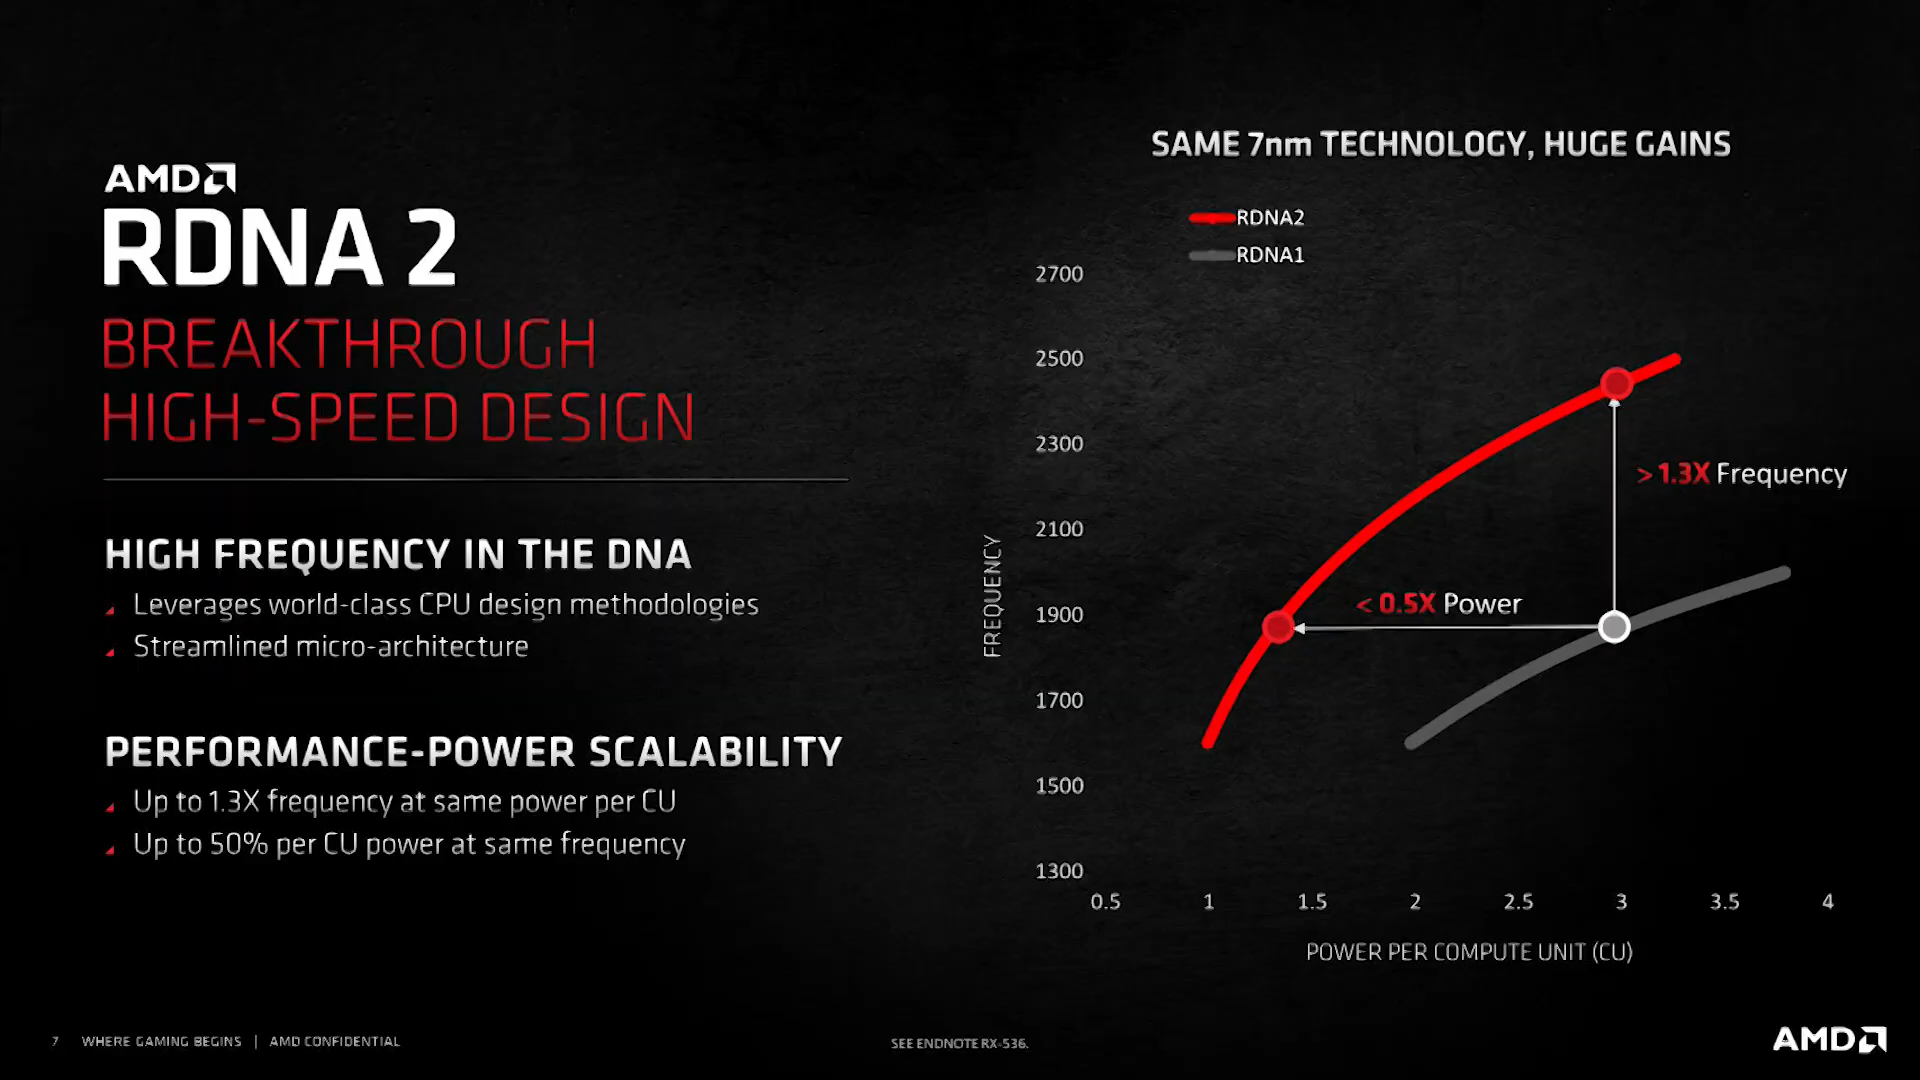 AMD
RDNA 2
BREAKTHROUGH
HIGH-SPEED DESIGN
HIGH FREQUENCY IN THE DNA
Leverages world-class CPU design methodologies
Streamlined micro-architecture
PERFORMANCE-POWER SCALABILITY
Up to 1.3X frequency at same power per CU
Up to 50% per CU power at same frequency
SAME 7nm TECHNOLOGY, HUGE GAINS
RDNA2
RDNA1
2700
2500
2300
2100
1900
1700
1500
1300
FREQUENCY
> 1.3X Frequency
< 0.5X Power
0.5 1 1.5 2 2.5 3 3.5 4
POWER PER COMPUTE UNIT (CU)
7 WHERE GAMING BEGINS | AMD CONFIDENTIAL
SEE ENDNOTE RX-536.
AMD